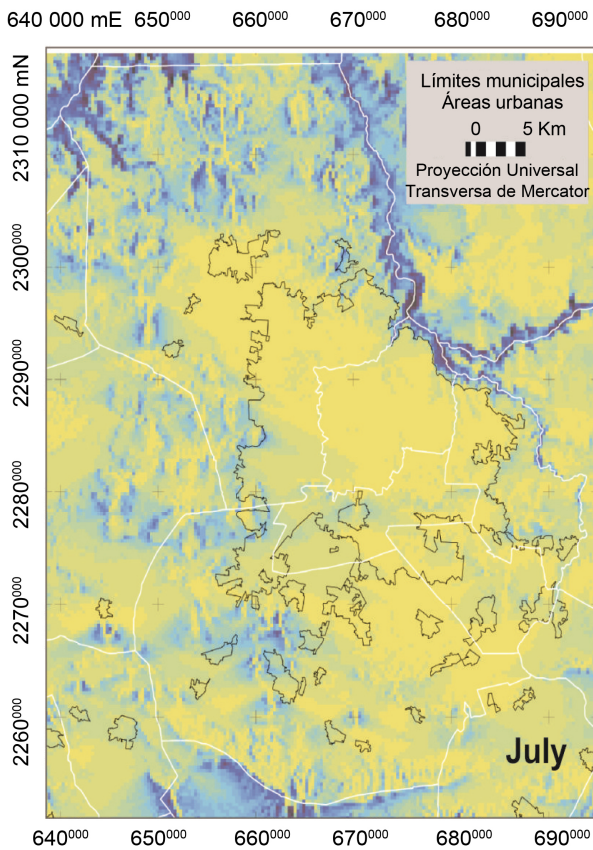 640 000 mE 650⁰⁰⁰ 660⁰⁰⁰ 670⁰⁰⁰ 680⁰⁰⁰ 690⁰⁰⁰
Límites municipales
Áreas urbanas
0 5 Km
Proyección Universal
Transversa de Mercator
2310 000 mN
2300⁰⁰⁰
2290⁰⁰⁰
2280⁰⁰⁰
2270⁰⁰⁰
2260⁰⁰⁰
July
640⁰⁰⁰ 650⁰⁰⁰ 660⁰⁰⁰ 670⁰⁰⁰ 680⁰⁰⁰ 690⁰⁰⁰